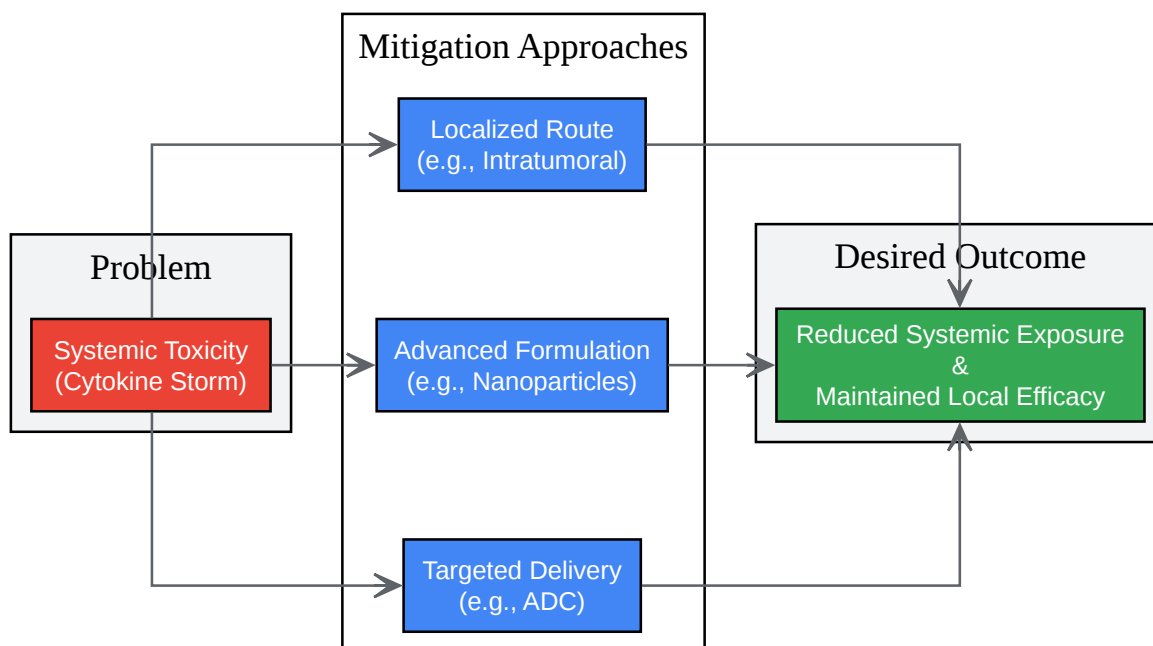 Mitigation Approaches
Localized Route
(e.g., Intratumoral)
Problem
Systemic Toxicity
(Cytokine Storm)
Advanced Formulation
(e.g., Nanoparticles)
Targeted Delivery
(e.g., ADC)
Desired Outcome
Reduced Systemic Exposure
&
Maintained Local Efficacy